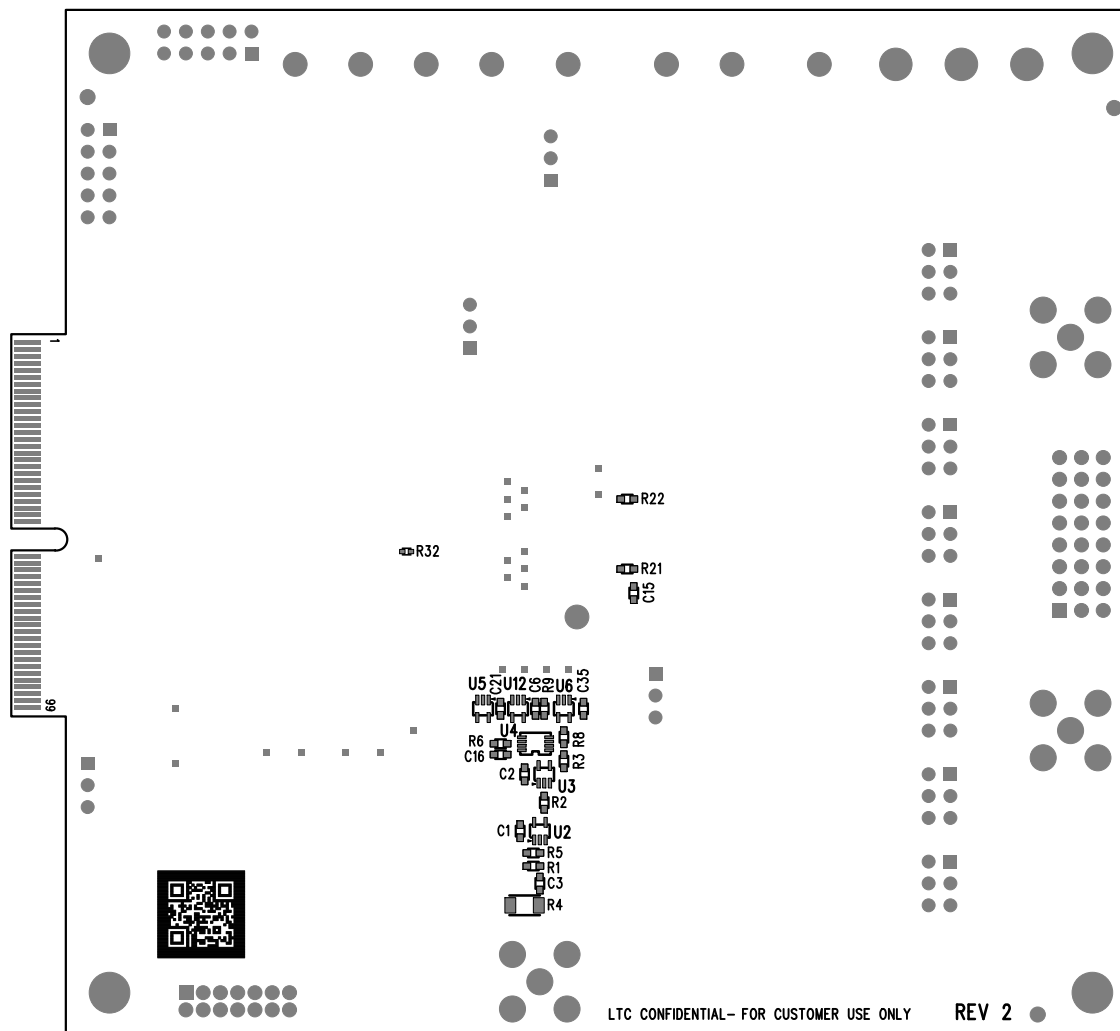 1
R22
R32
R21
C15
99
U5
C21
U12
C6
R9
U6
C35
U4
R6
C16
R8
R3
C2
U3
R2
C1
U2
R5
R1
C3
R4
LTC CONFIDENTIAL- FOR CUSTOMER USE ONLY
REV 2